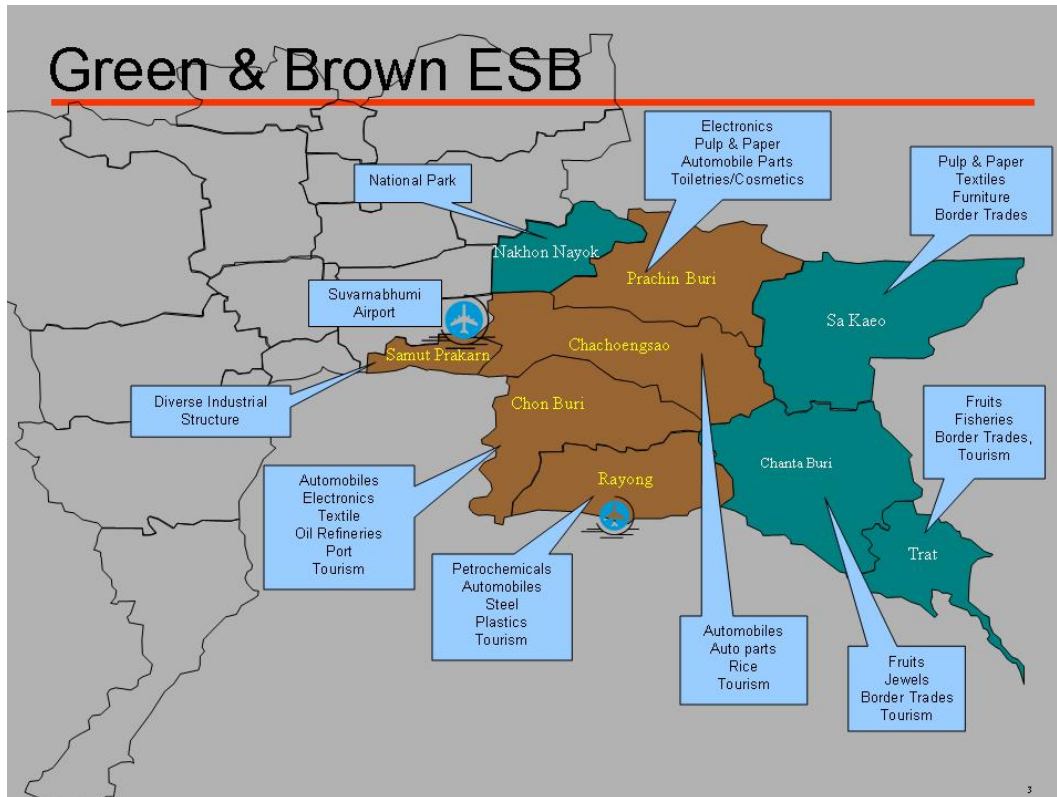 Green & Brown ESB
Electronics
Pulp & Paper
Automobile Parts
Toiletries/Cosmetics
Pulp & Paper
Textiles
Furniture
Border Trades
National Park
Nakhon Nayok
Prachin Buri
Suvarnabhumi
Airport
Sa Kaeo
Samut Prakarn
Chachoengsao
Diverse Industrial
Structure
Chon Buri
Fruits
Fisheries
Border Trades,
Tourism
Chanta Buri
Rayong
Automobiles
Electronics
Textile
Oil Refineries
Port
Tourism
Trat
Petrochemicals
Automobiles
Steel
Plastics
Tourism
Automobiles
Auto parts
Rice
Tourism
Fruits
Jewels
Border Trades
Tourism
3